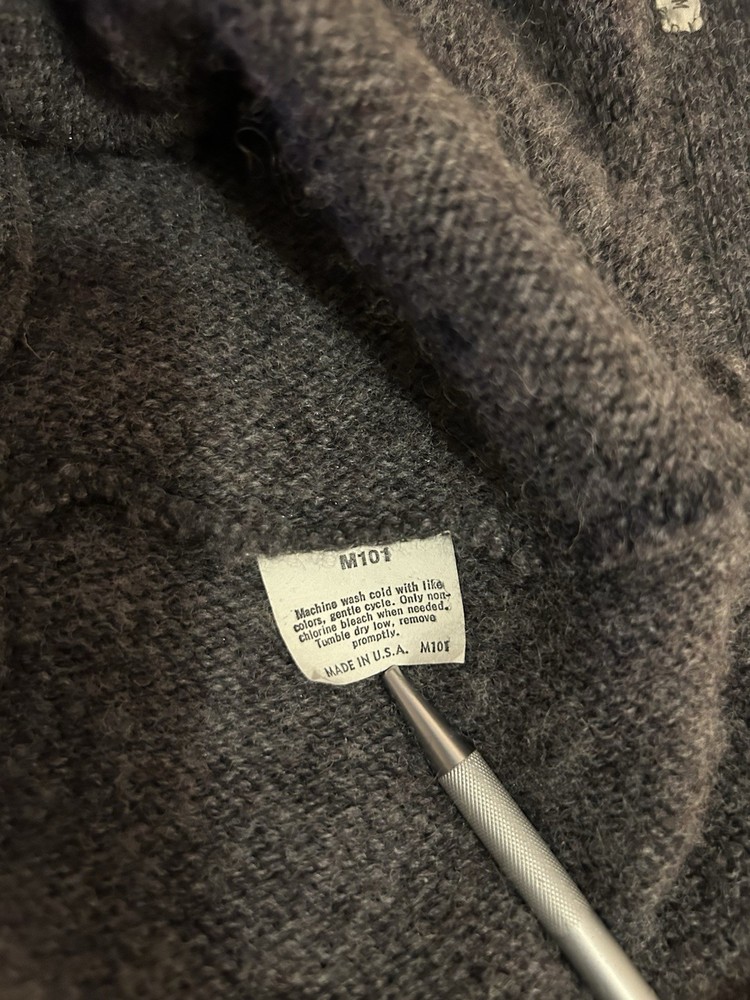 M
M101
Machine wash cold with like
colors, gentle cycle. Only non-
chlorine bleach when needed.
Tumble dry low, remove
promptly.
MADE IN U.S.A. M101